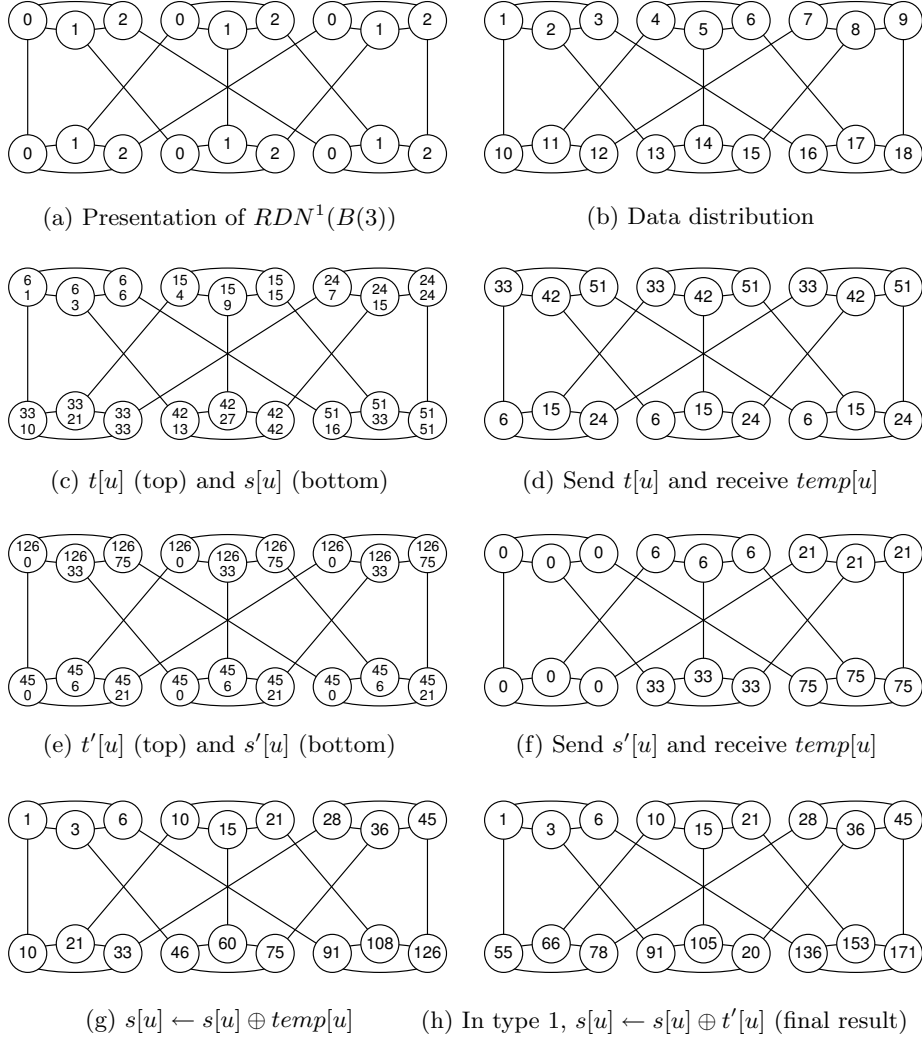 0 1 2 0 1 2 0 1 2
0 1 2 0 1 2 0 1 2
(a) Presentation of RDN¹(B(3))
1 2 3 4 5 6 7 8 9
10 11 12 13 14 15 16 17 18
(b) Data distribution
6 6 6 15 15 15 24 24 24
1 3 6 4 9 15 7 15 24
33 33 33 42 42 42 51 51 51
10 21 33 13 27 42 16 33 51
(c) t[u] (top) and s[u] (bottom)
33 42 51 33 42 51 33 42 51
6 15 24 6 15 24 6 15 24
(d) Send t[u] and receive temp[u]
126 126 126 126 126 126 126 126 126
0 33 75 0 33 75 0 33 75
45 45 45 45 45 45 45 45 45
0 6 21 0 6 21 0 6 21
(e) t′[u] (top) and s′[u] (bottom)
0 0 0 6 6 6 21 21 21
0 0 0 33 33 33 75 75 75
(f) Send s′[u] and receive temp[u]
1 3 6 10 15 21 28 36 45
10 21 33 46 60 75 91 108 126
(g) s[u] ← s[u] ⊕ temp[u]
1 3 6 10 15 21 28 36 45
55 66 78 91 105 20 136 153 171
(h) In type 1, s[u] ← s[u] ⊕ t′[u] (final result)